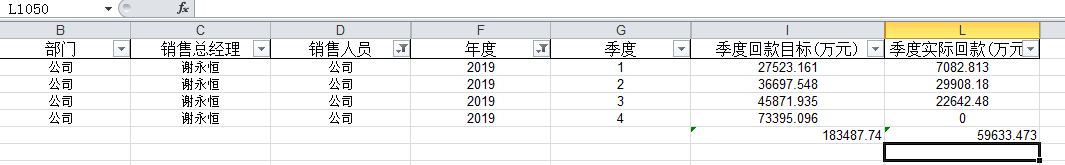 L1050 fx
B C D F G I L
部门 销售总经理 销售人员 年度 季度 季度回款目标(万元) 季度实际回款(万元
公司 谢永恒 公司 2019 1 27523.161 7082.813
公司 谢永恒 公司 2019 2 36697.548 29908.18
公司 谢永恒 公司 2019 3 45871.935 22642.48
公司 谢永恒 公司 2019 4 73395.096 0
183487.74 59633.473